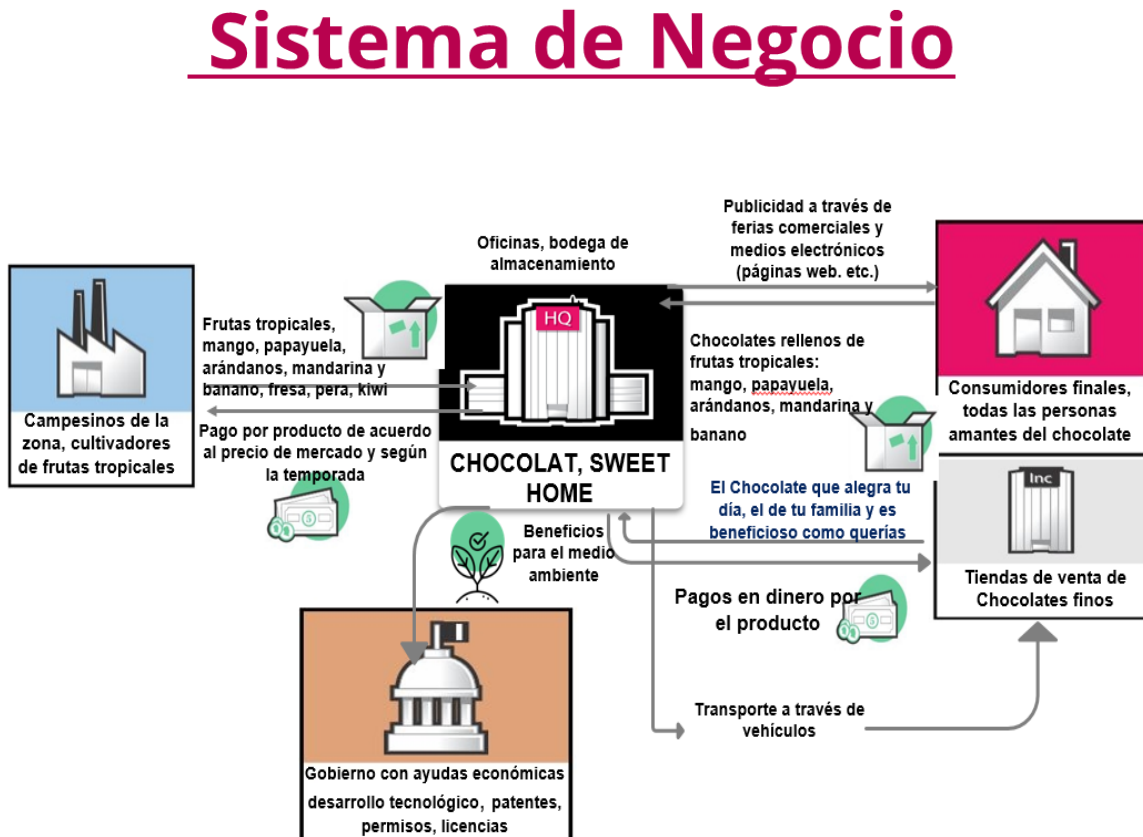 Sistema de Negocio
Publicidad a través de
ferias comerciales y
medios electrónicos
(páginas web. etc.)
Oficinas, bodega de
almacenamiento
HQ
Frutas tropicales,
mango, papayuela,
arándanos, mandarina y
banano, fresa, pera, kiwi
Chocolates rellenos de
frutas tropicales:
mango, papayuela,
arándanos, mandarina y
banano
Consumidores finales,
todas las personas
amantes del chocolate
Campesinos de la
zona, cultivadores
de frutas tropicales
Pago por producto de acuerdo
al precio de mercado y según
la temporada
CHOCOLAT, SWEET
HOME
El Chocolate que alegra tu
día, el de tu familia y es
beneficioso como querías
Inc
Beneficios
para el medio
ambiente
Tiendas de venta de
Chocolates finos
5
Pagos en dinero por
el producto
5
Transporte a través de
vehículos
Gobierno con ayudas económicas
desarrollo tecnológico, patentes,
permisos, licencias